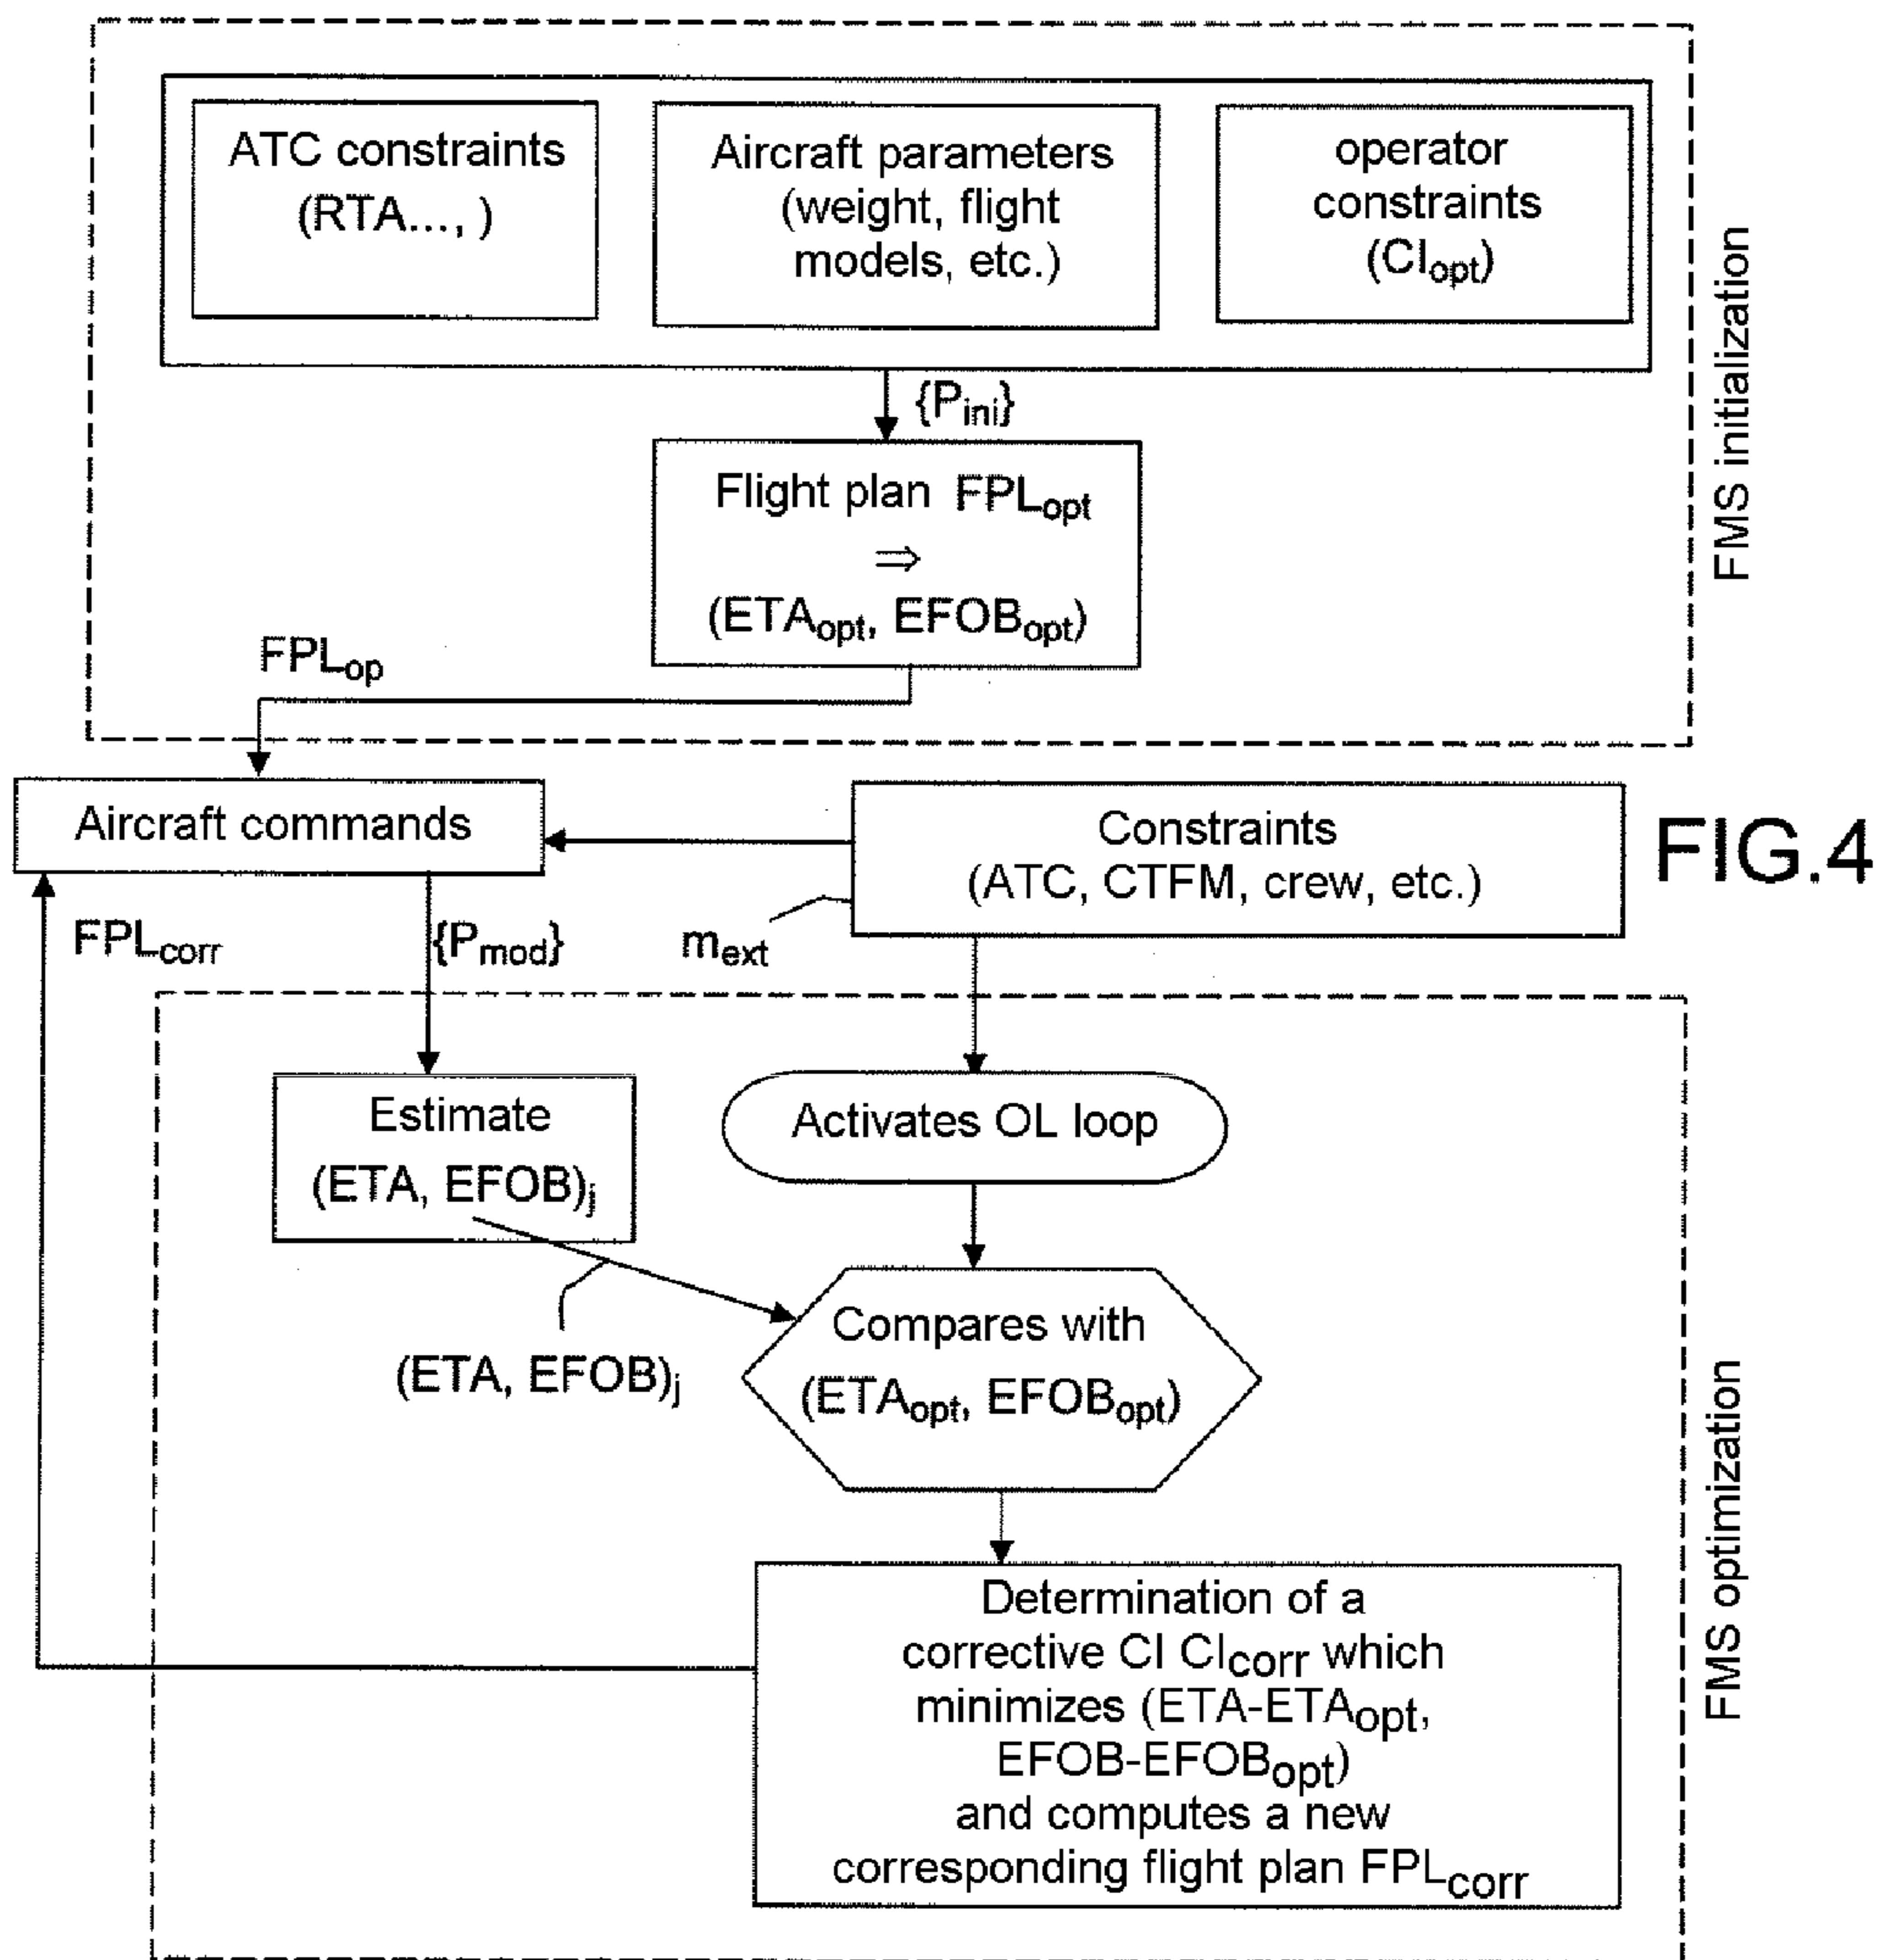 ATC constraints
(RTA..., )
Aircraft parameters
(weight, flight
models, etc.)
operator
constraints
(CIopt)
FMS initialization
{Pini}
Flight plan FPLopt
⇒
(ETAopt, EFOBopt)
FPLop
Aircraft commands
Constraints
(ATC, CTFM, crew, etc.)
FIG.4
FPLcorr
{Pmod}
mext
Estimate
(ETA, EFOB)j
Activates OL loop
(ETA, EFOB)j
Compares with
(ETAopt, EFOBopt)
FMS optimization
Determination of a
corrective CI CIcorr which
minimizes (ETA-ETAopt,
EFOB-EFOBopt)
and computes a new
corresponding flight plan FPLcorr